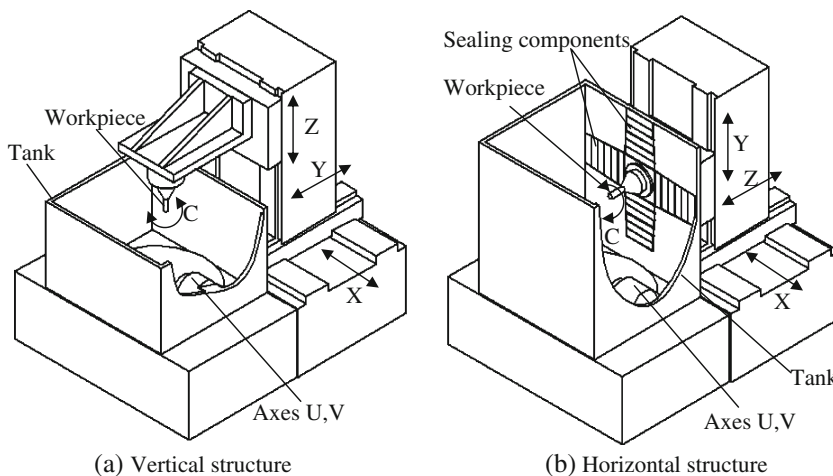 Workpiece
Tank
Z
Y
C
X
Axes U,V
(a) Vertical structure
Sealing components
Workpiece
Y
Z
C
X
Tank
Axes U,V
(b) Horizontal structure